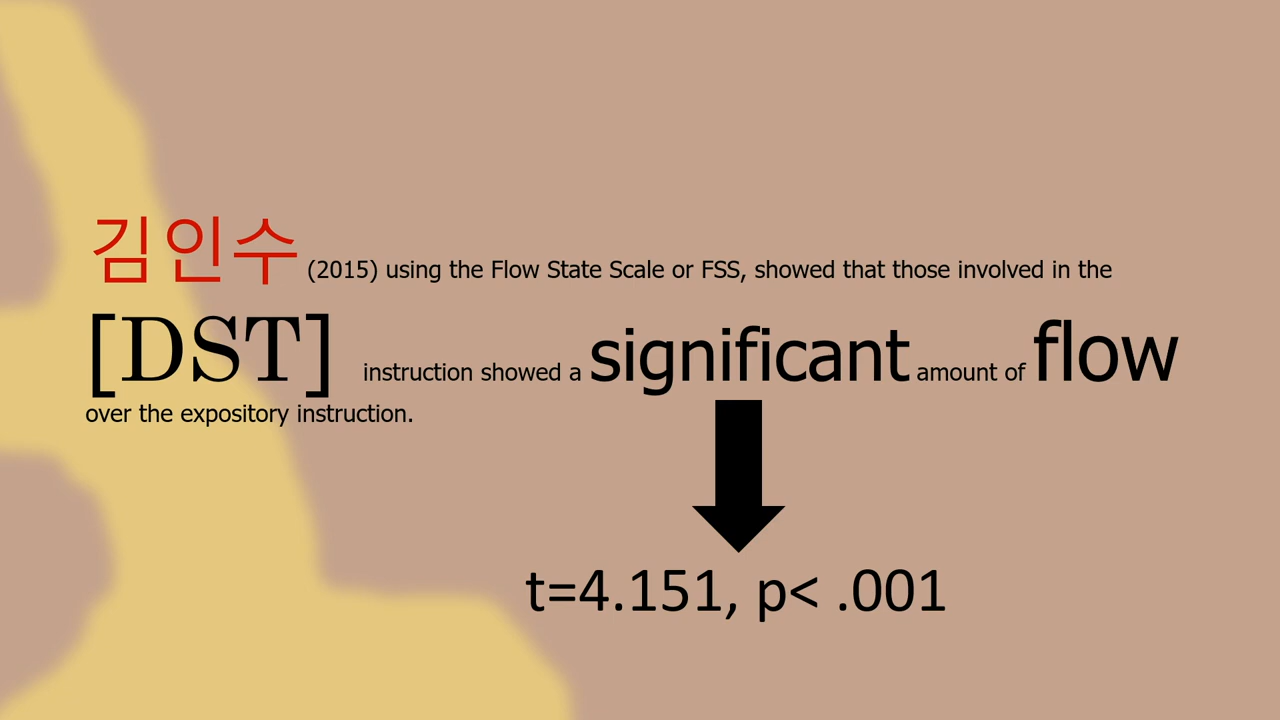 김인수 (2015) using the Flow State Scale or FSS, showed that those involved in the
[DST] instruction showed a significant amount of flow
over the expository instruction.
t=4.151, p< .001